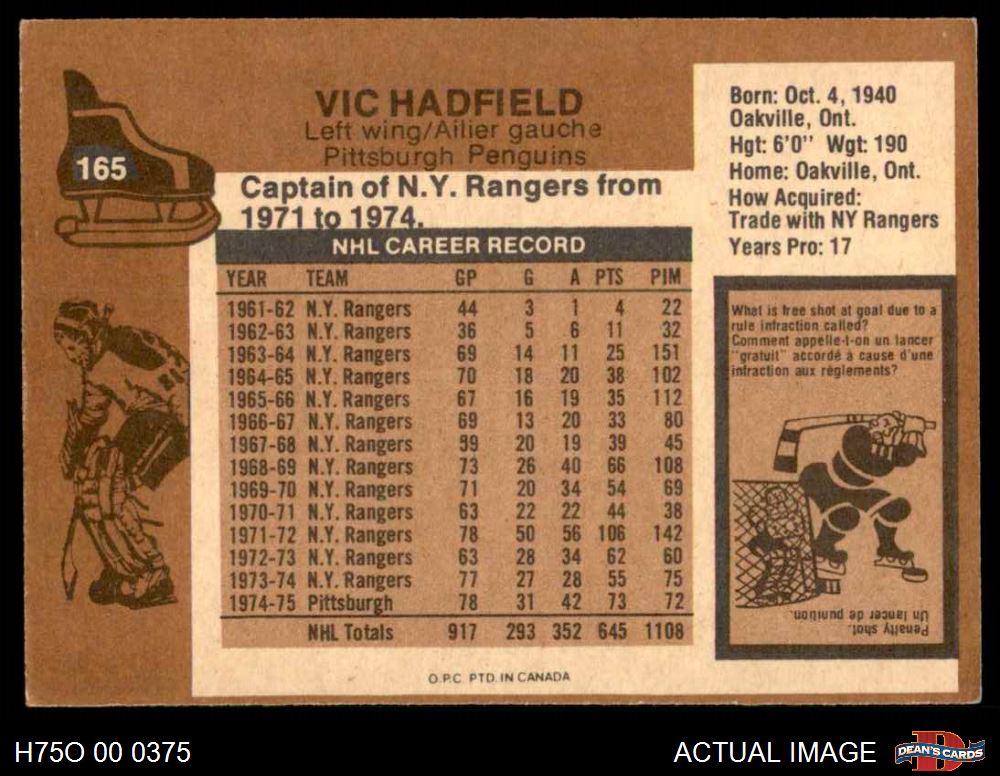 165
VIC HADFIELD
Left wing/Ailier gauche
Pittsburgh Penguins
Captain of N.Y. Rangers from
1971 to 1974.
NHL CAREER RECORD
YEAR TEAM GP G A PTS PIM
1961-62 N.Y. Rangers 44 3 1 4 22
1962-63 N.Y. Rangers 36 5 6 11 32
1963-64 N.Y. Rangers 69 14 11 25 151
1964-65 N.Y. Rangers 70 18 20 38 102
1965-66 N.Y. Rangers 67 16 19 35 112
1966-67 N.Y. Rangers 69 13 20 33 80
1967-68 N.Y. Rangers 59 20 19 39 45
1968-69 N.Y. Rangers 73 26 40 66 108
1969-70 N.Y. Rangers 71 20 34 54 69
1970-71 N.Y. Rangers 63 22 22 44 38
1971-72 N.Y. Rangers 78 50 56 106 142
1972-73 N.Y. Rangers 63 28 34 62 60
1973-74 N.Y. Rangers 77 27 28 55 75
1974-75 Pittsburgh 78 31 42 73 72
NHL Totals 917 293 352 645 1108
O.P.C. PTD. IN CANADA
Born: Oct. 4, 1940
Oakville, Ont.
Hgt: 6'0" Wgt: 190
Home: Oakville, Ont.
How Acquired:
Trade with NY Rangers
Years Pro: 17
What is free shot at goal due to a
rule infraction called?
Comment appelle-t-on un lancer
"gratuit" accordé à cause d'une
infraction aux règlements?
Penalty shot.
Un lancer de punition.
H75O 00 0375
ACTUAL IMAGE
D
DEAN'S CARDS